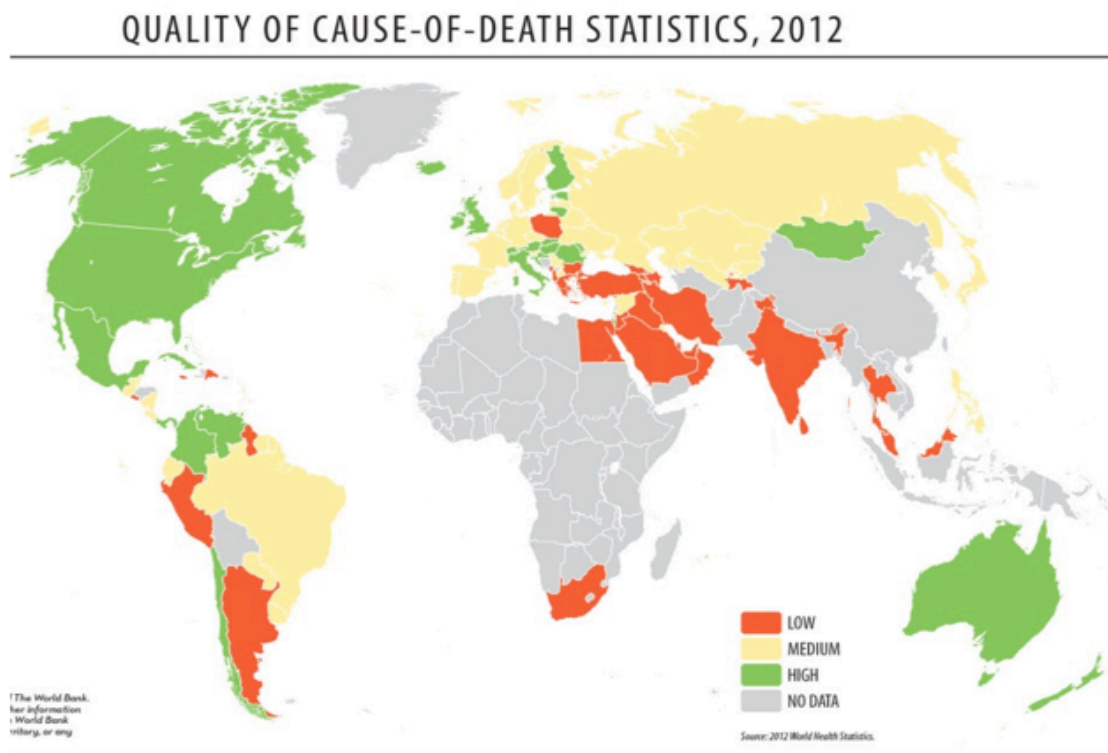 QUALITY OF CAUSE-OF-DEATH STATISTICS, 2012
LOW
MEDIUM
HIGH
NO DATA
The World Bank.
her information
World Bank
rritory, or any
Source: 2012 World Health Statistics.